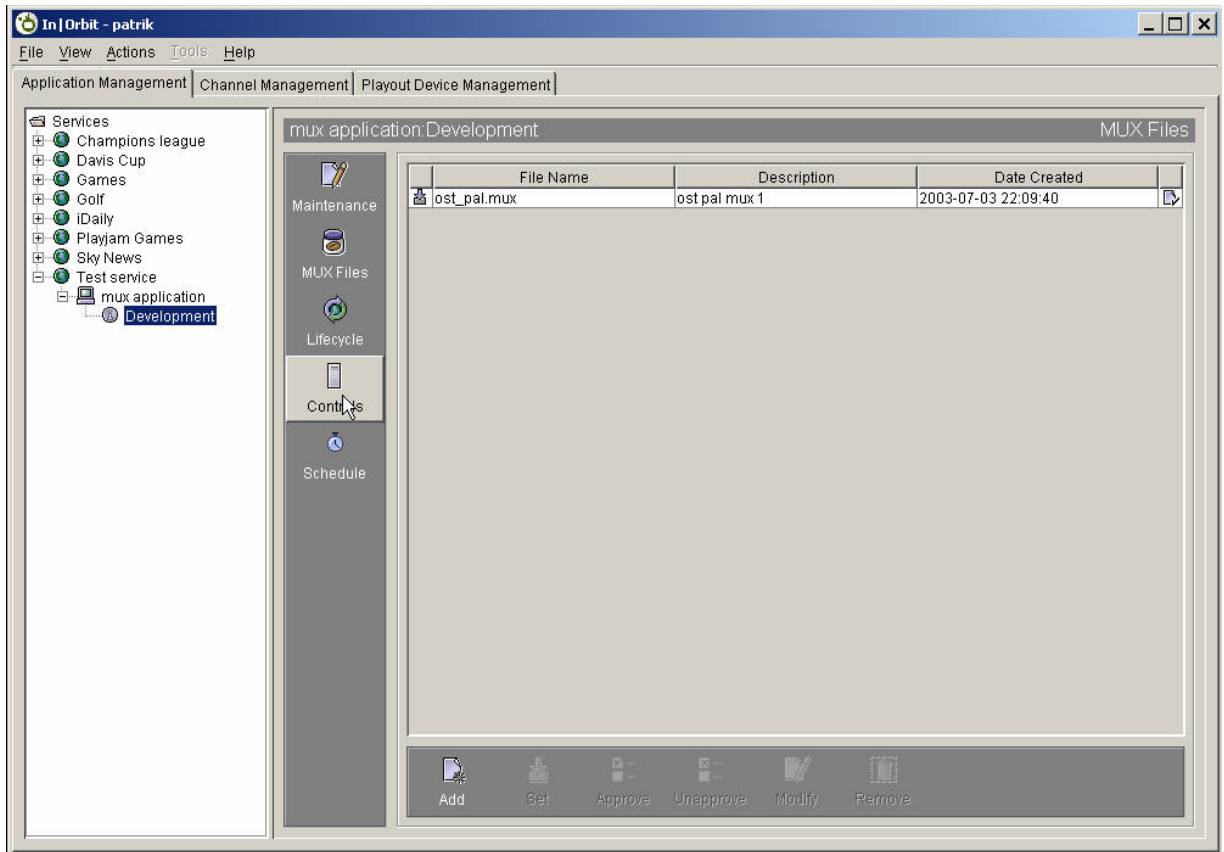 In|Orbit - patrik
File View Actions Tools Help
Application Management Channel Management Playout Device Management
Services
Champions league
Davis Cup
Games
Golf
iDaily
Playjam Games
Sky News
Test service
mux application
Development
mux application:Development MUX Files
Maintenance
MUX Files
Lifecycle
Controls
Schedule
File Name Description Date Created
ost_pal.mux ost pal mux 1 2003-07-03 22:09:40
Add Set Approve Unapprove Modify Remove